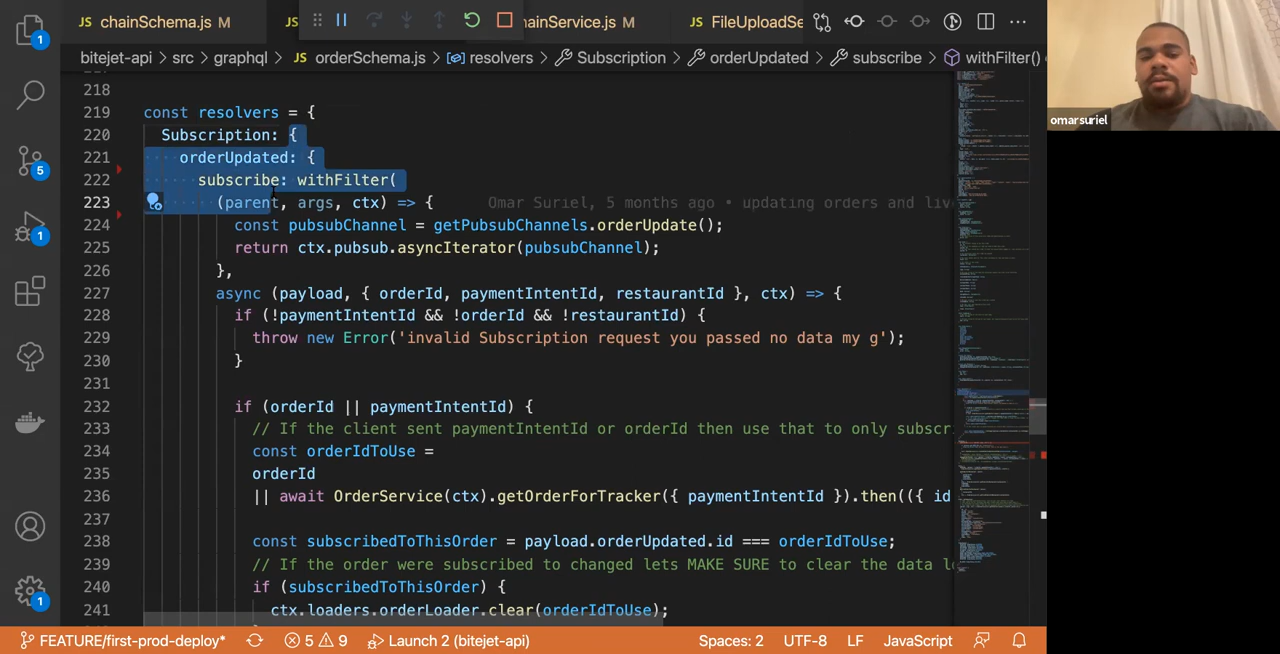 JS chainSchema.js M
JS
ainService.js M
JS FileUploadSe
bitejet-api > src > graphql > JS orderSchema.js > resolvers > Subscription > orderUpdated > subscribe > withFilter()
218
219 const resolvers = {
220 Subscription: {
221 orderUpdated: {
222 subscribe: withFilter(
223 (parent, args, ctx) => { Omar Suriel, 5 months ago • updating orders and liv
224 const pubsubChannel = getPubsubChannels.orderUpdate();
225 return ctx.pubsub.asyncIterator(pubsubChannel);
226 },
227 async (payload, { orderId, paymentIntentId, restaurantId }, ctx) => {
228 if (!paymentIntentId && !orderId && !restaurantId) {
229 throw new Error('invalid Subscription request you passed no data my g');
230 }
231
232 if (orderId || paymentIntentId) {
233 // If the client sent paymentIntentId or orderId then use that to only subscr
234 const orderIdToUse =
235 orderId
236 || await OrderService(ctx).getOrderForTracker({ paymentIntentId }).then(({ id
237
238 const subscribedToThisOrder = payload.orderUpdated.id === orderIdToUse;
239 // If the order were subscribed to changed lets MAKE SURE to clear the data l
240 if (subscribedToThisOrder) {
241 ctx.loaders.orderLoader.clear(orderIdToUse);
1
5
1
1
FEATURE/first-prod-deploy* 5 9 Launch 2 (bitejet-api) Spaces: 2 UTF-8 LF JavaScript
omarsuriel